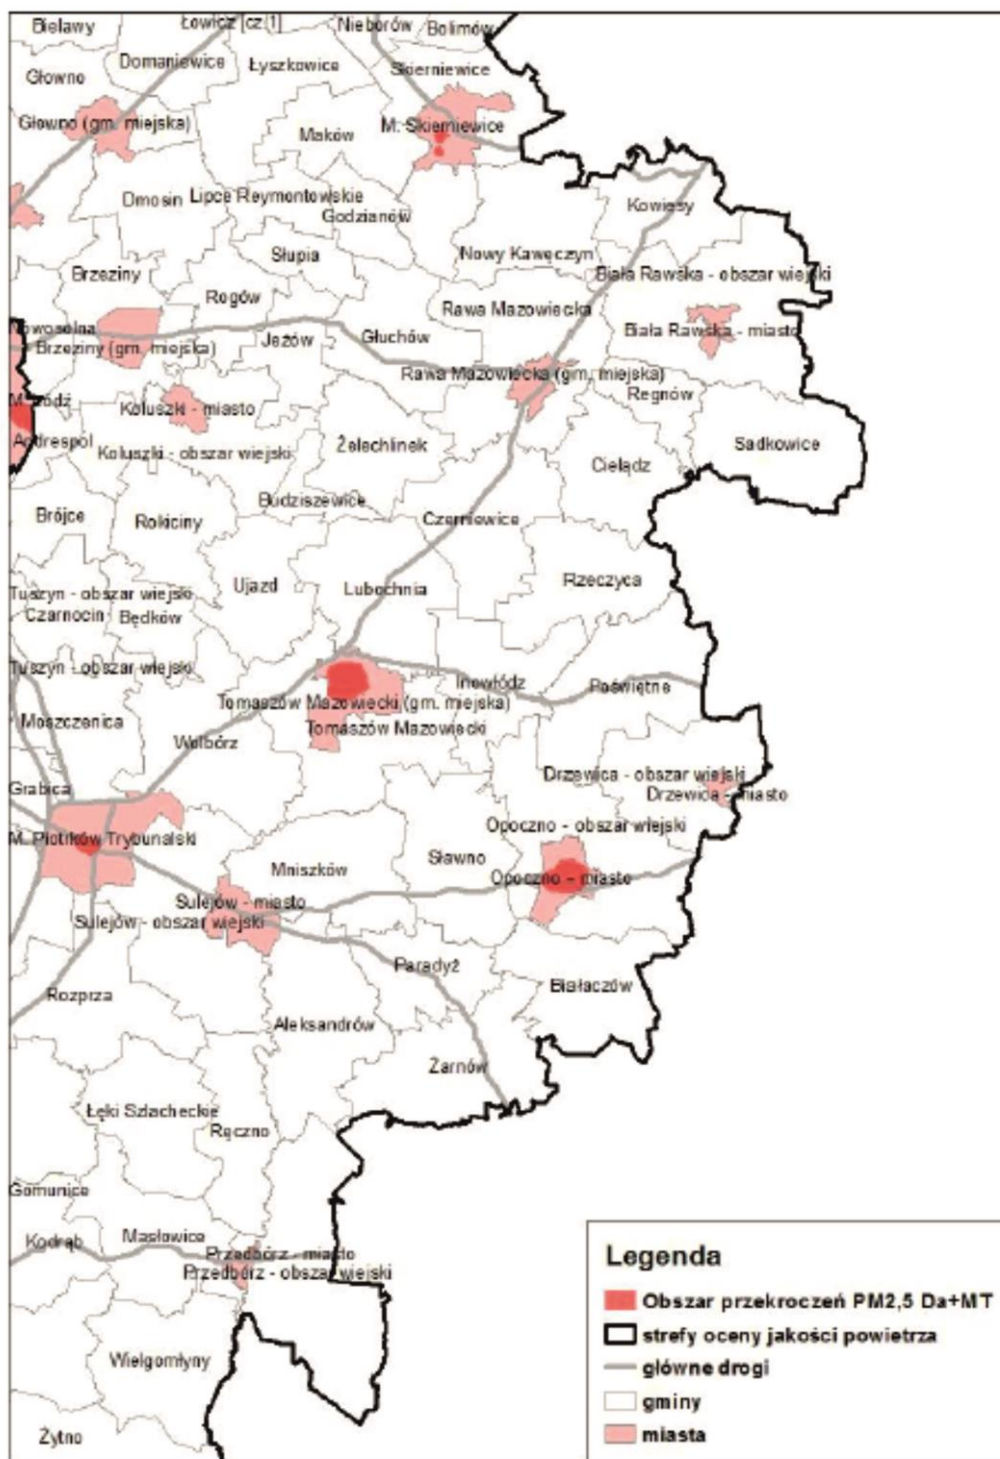 Bielawy
Łowicz [cz.1]
Nieborów
Bolimów
Domaniewice
Łyszkowice
Skierniewice
Głowno
Głowno (gm. miejska)
Maków
M. Skierniewice
Dmosin
Lipce Reymontowskie
Godzianów
Kowiesy
Słupia
Nowy Kawęczyn
Brzeziny
Biała Rawska - obszar wiejski
Rogów
Rawa Mazowiecka
Nowosolna
Jeżów
Głuchów
Biała Rawska - miasto
Brzeziny (gm. miejska)
Rawa Mazowiecka (gm. miejska)
Regnów
M. Łódź
Koluszki - miasto
Andrespol
Koluszki - obszar wiejski
Żelechlinek
Sadkowice
Cielądz
Budziszewice
Brójce
Rokiciny
Czerniewice
Ujazd
Lubochnia
Rzeczyca
Tuszyn - obszar wiejski
Czarnocin
Będków
Tuszyn - obszar wiejski
Inowłódz
Poświętne
Moszczenica
Tomaszów Mazowiecki (gm. miejska)
Tomaszów Mazowiecki
Wolbórz
Grabica
Drzewica - obszar wiejski
Drzewica - miasto
M. Piotrków Trybunalski
Opoczno - obszar wiejski
Sławno
Mniszków
Opoczno - miasto
Sulejów - miasto
Sulejów - obszar wiejski
Paradyż
Białaczów
Rozprza
Aleksandrów
Żarnów
Łęki Szlacheckie
Ręczno
Gomunice
Kodrąb
Masłowice
Przedbórz - miasto
Przedbórz - obszar wiejski
Wielgomłyny
Żytno
Legenda
Obszar przekroczeń PM2,5 Da+MT
strefy oceny jakości powietrza
główne drogi
gminy
miasta